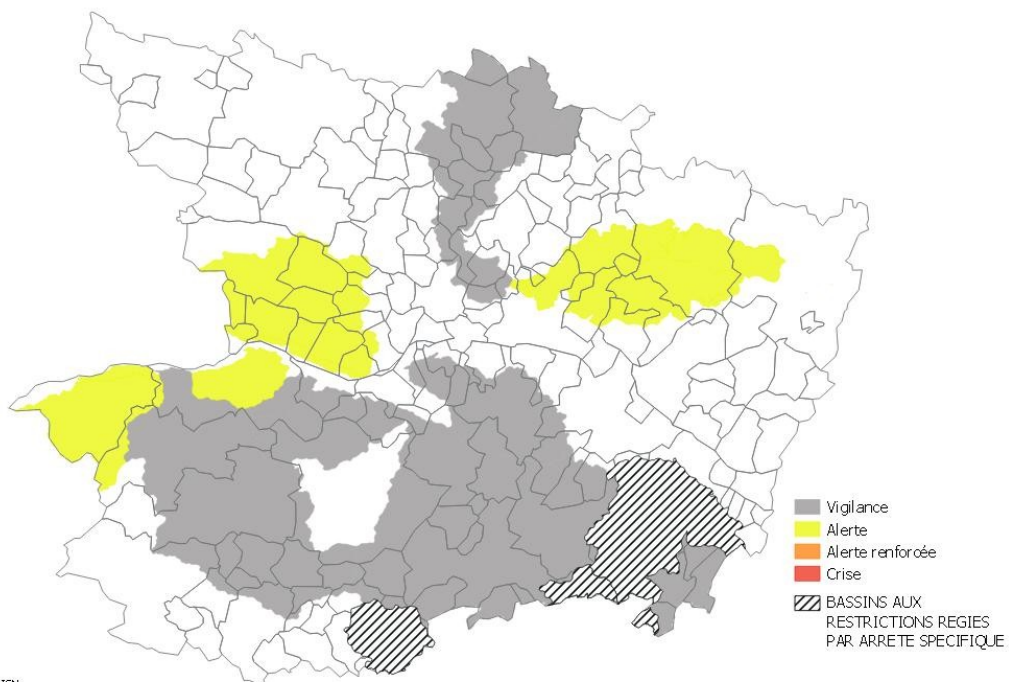 Vigilance
Alerte
Alerte renforcée
Crise
BASSINS AUX
RESTRICTIONS REGIES
PAR ARRETE SPECIFIQUE